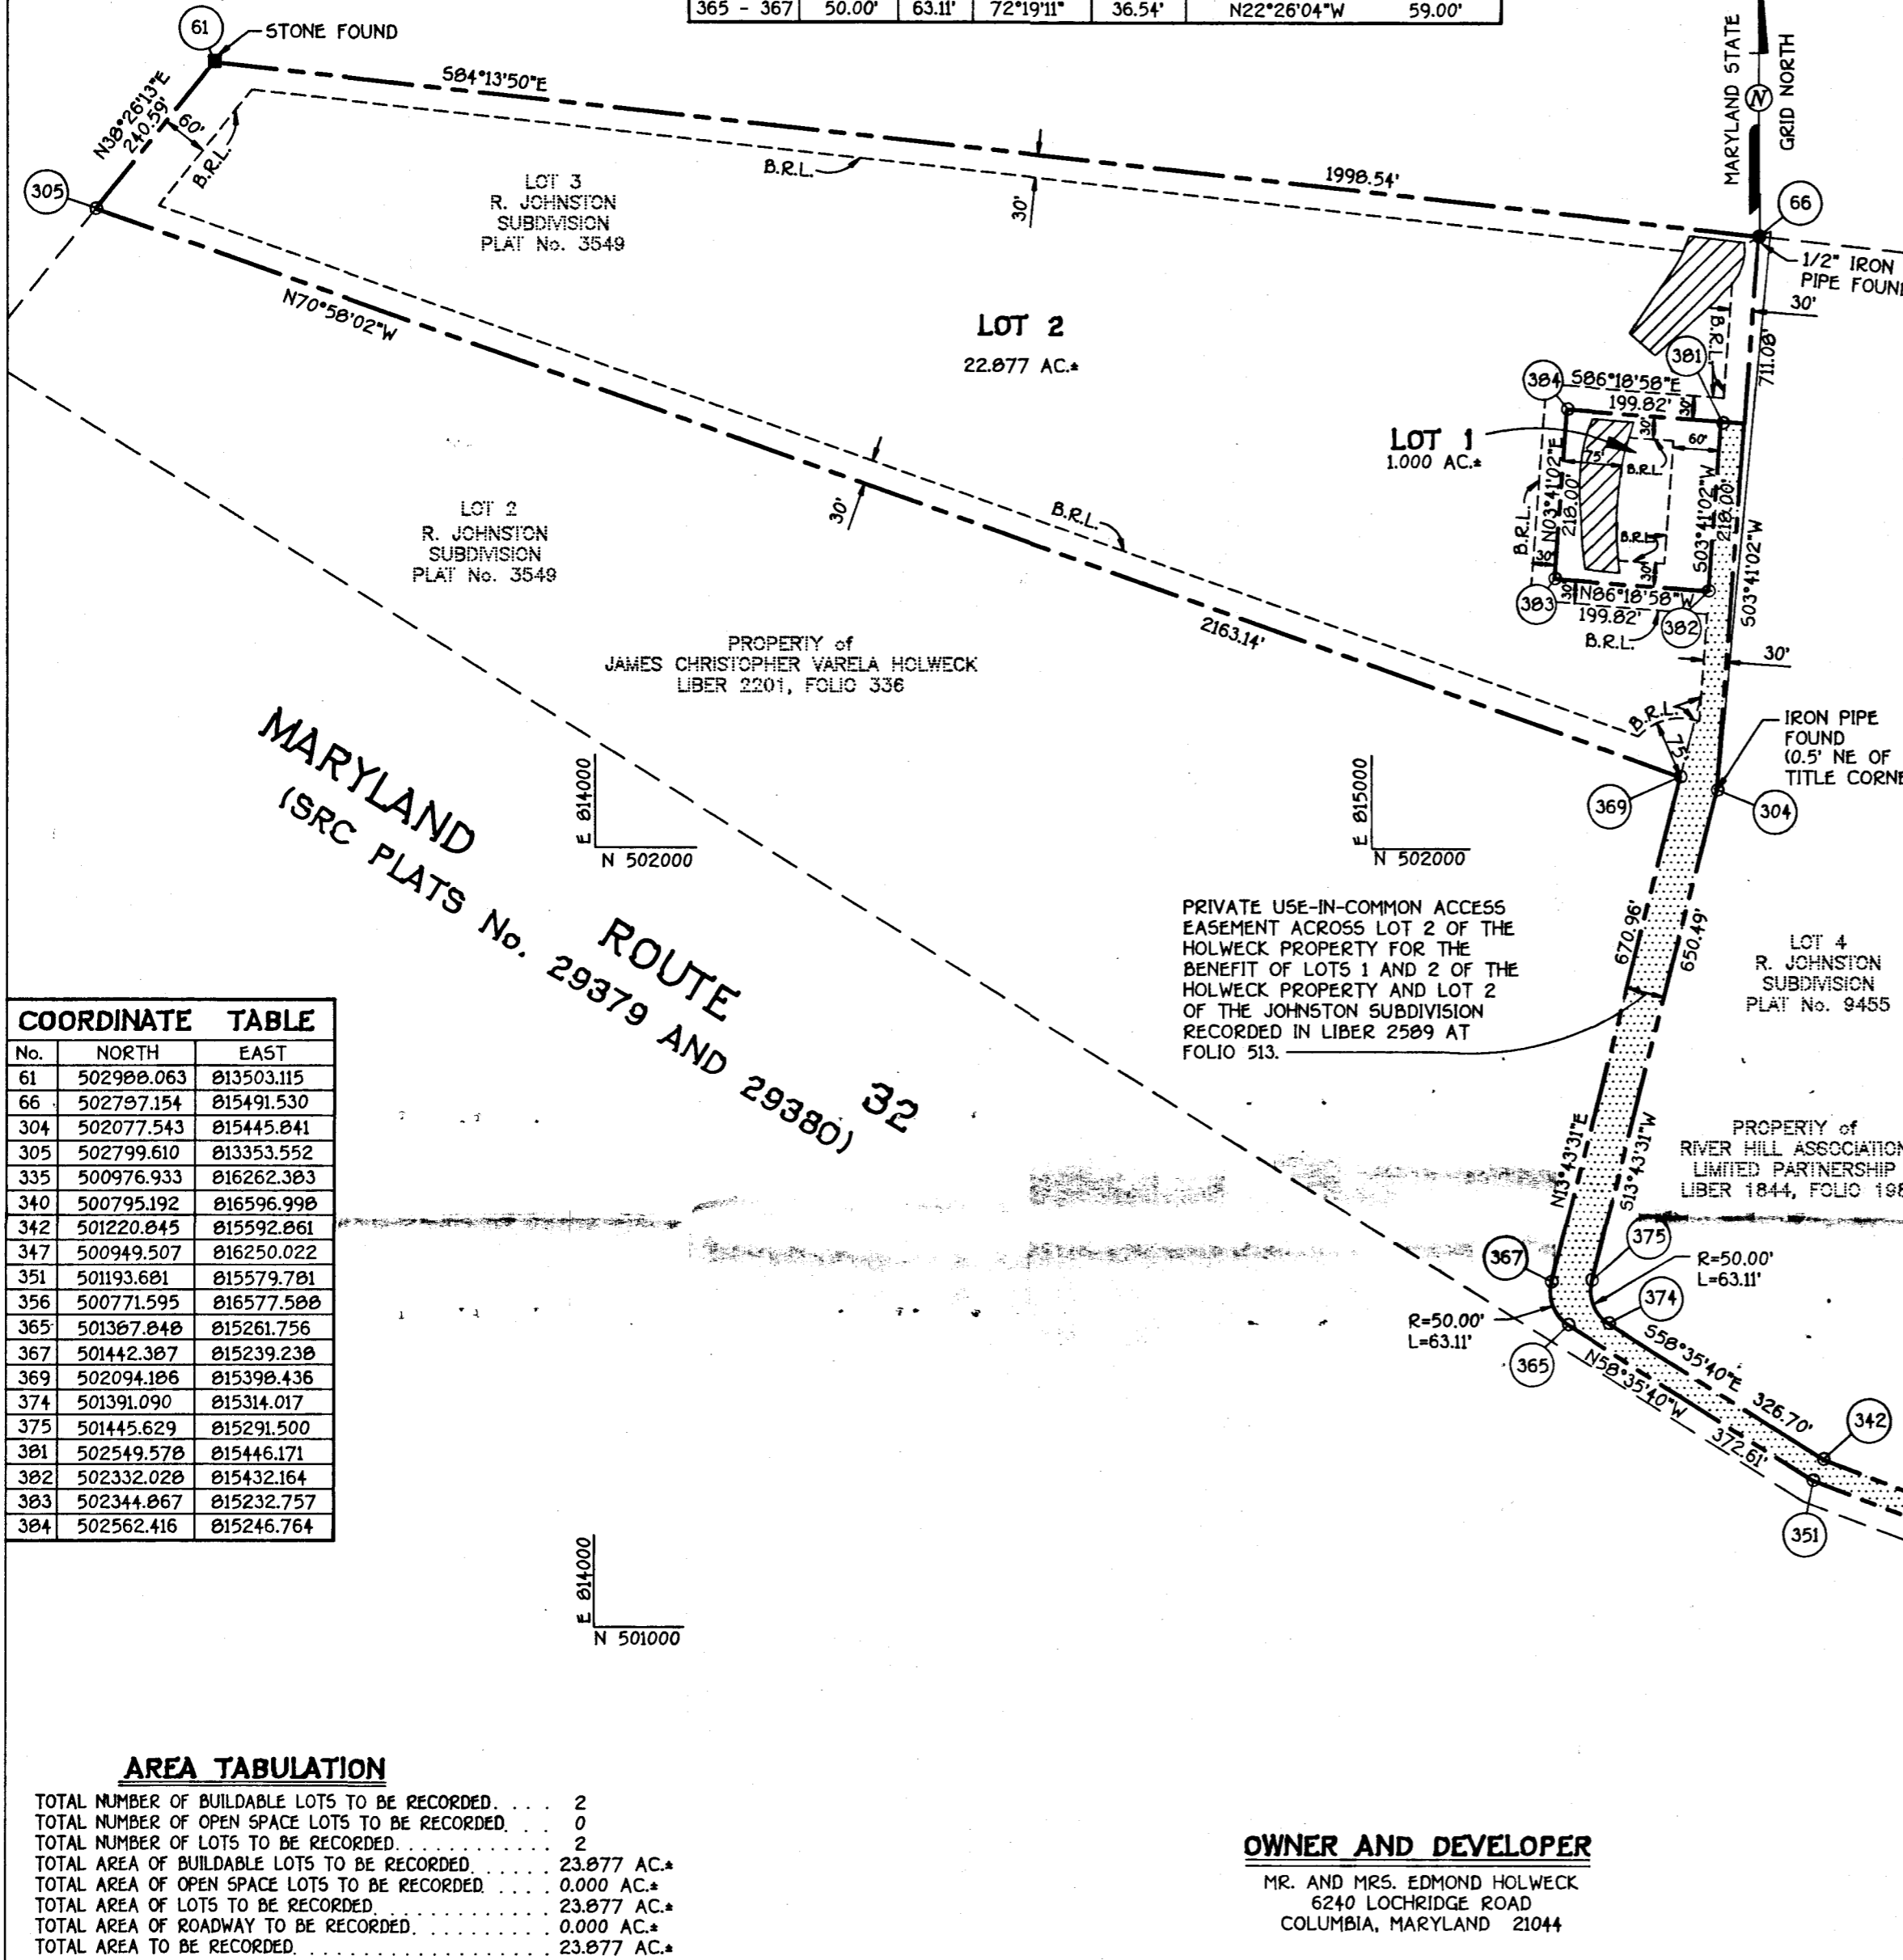 365 - 367 50.00' 63.11' 72°19'11" 36.54' N22°26'04"W 59.00'
61
STONE FOUND
MARYLAND STATE
GRID NORTH
N
S84°13'50"E
1998.54'
N38°26'13"E
240.59'
60'
B.R.L.
305
LOT 3
R. JOHNSTON
SUBDIVISION
PLAT No. 3549
B.R.L.
30'
66
1/2" IRON
PIPE FOUN
30'
N70°58'02"W
LOT 2
22.877 AC.±
B.R.L.
711.08'
381
384
S86°18'58"E
199.82'
30'
LOT 1
1.000 AC.±
30'
60'
75'
B.R.L.
B.R.L.
N03°41'02"E
218.00'
B.R.L.
S03°41'02"W
218.00'
S03°41'02"W
30'
30'
30'
383
N86°18'58"W
199.82'
382
B.R.L.
30'
LOT 2
R. JOHNSTON
SUBDIVISION
PLAT No. 3549
30'
B.R.L.
2163.14'
PROPERTY of
JAMES CHRISTOPHER VARELA HOLWECK
LIBER 2201, FOLIO 336
B.R.L.
75'
IRON PIPE
FOUND
(0.5' NE OF
TITLE CORNE
369
304
MARYLAND ROUTE 32
(SRC PLATS No. 29379 AND 29380)
E 814000
N 502000
E 815000
N 502000
PRIVATE USE-IN-COMMON ACCESS
EASEMENT ACROSS LOT 2 OF THE
HOLWECK PROPERTY FOR THE
BENEFIT OF LOTS 1 AND 2 OF THE
HOLWECK PROPERTY AND LOT 2
OF THE JOHNSTON SUBDIVISION
RECORDED IN LIBER 2589 AT
FOLIO 513.
670.96'
650.49'
LOT 4
R. JOHNSTON
SUBDIVISION
PLAT No. 9455
N13°43'31"E
S13°43'31"W
PROPERTY of
RIVER HILL ASSOCIATION
LIMITED PARTNERSHIP
LIBER 1844, FOLIO 198
COORDINATE TABLE
No. NORTH EAST
61 502988.063 813503.115
66 502787.154 815491.530
304 502077.543 815445.841
305 502799.610 813353.552
335 500976.933 816262.383
340 500795.192 816596.998
342 501220.845 815592.861
347 500949.507 816250.022
351 501193.681 815579.781
356 500771.595 816577.588
365 501387.848 815261.756
367 501442.387 815239.238
369 502094.186 815398.436
374 501391.090 815314.017
375 501445.629 815291.500
381 502549.578 815446.171
382 502332.028 815432.164
383 502344.867 815232.757
384 502562.416 815246.764
367
375
R=50.00'
L=63.11'
374
R=50.00'
L=63.11'
365
S58°35'40"E
326.70'
N58°35'40"W
372.61'
342
351
E 814000
N 501000
AREA TABULATION
TOTAL NUMBER OF BUILDABLE LOTS TO BE RECORDED. . . . 2
TOTAL NUMBER OF OPEN SPACE LOTS TO BE RECORDED. . . 0
TOTAL NUMBER OF LOTS TO BE RECORDED. . . . . . . . . . . . 2
TOTAL AREA OF BUILDABLE LOTS TO BE RECORDED. . . . . . 23.877 AC.±
TOTAL AREA OF OPEN SPACE LOTS TO BE RECORDED. . . . . 0.000 AC.±
TOTAL AREA OF LOTS TO BE RECORDED. . . . . . . . . . . . . 23.877 AC.±
TOTAL AREA OF ROADWAY TO BE RECORDED. . . . . . . . . . 0.000 AC.±
TOTAL AREA TO BE RECORDED. . . . . . . . . . . . . . . . . . 23.877 AC.±
OWNER AND DEVELOPER
MR. AND MRS. EDMOND HOLWECK
6240 LOCHRIDGE ROAD
COLUMBIA, MARYLAND 21044